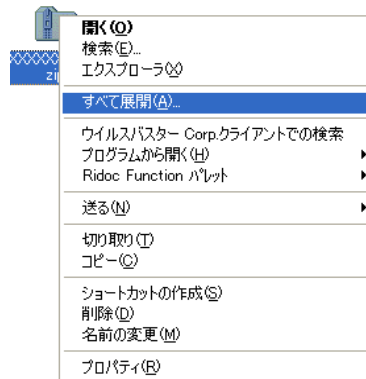 開く(O)
検索(E)...
エクスプローラ(X)
XXXXXX
zi
すべて展開(A)...
ウイルスバスター Corp.クライアントでの検索
プログラムから開く(H)
Ridoc Function パレット
送る(N)
切り取り(T)
コピー(C)
ショートカットの作成(S)
削除(D)
名前の変更(M)
プロパティ(R)